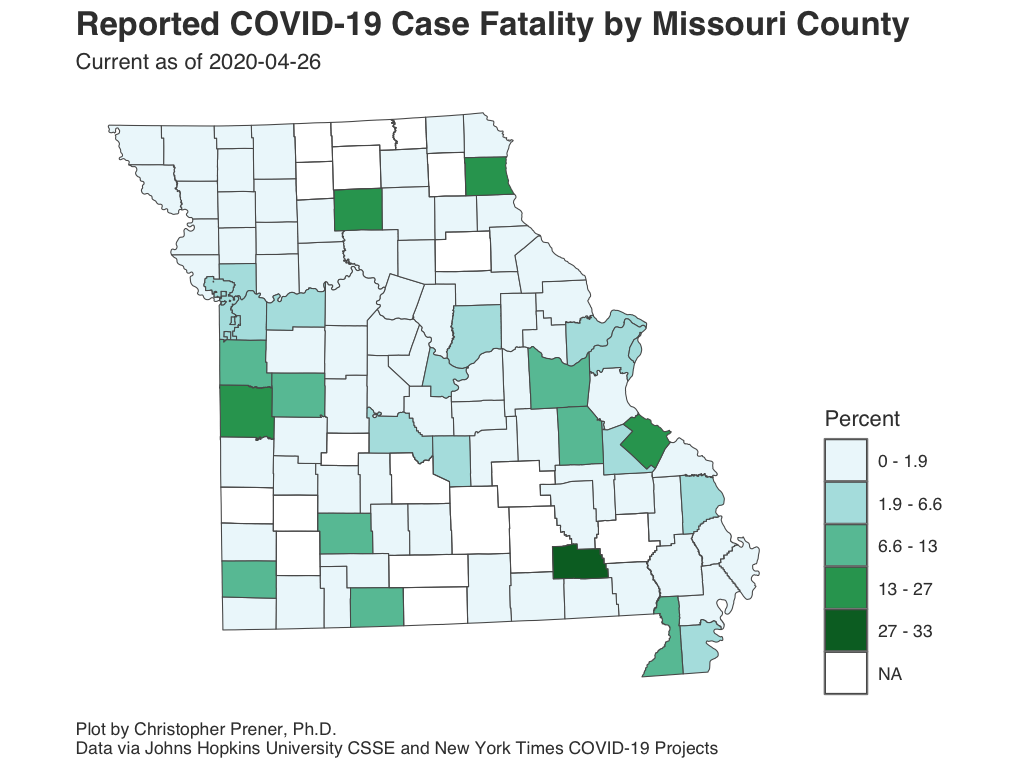 Reported COVID-19 Case Fatality by Missouri County
Current as of 2020-04-26
Percent
0 - 1.9
1.9 - 6.6
6.6 - 13
13 - 27
27 - 33
NA
Plot by Christopher Prener, Ph.D.
Data via Johns Hopkins University CSSE and New York Times COVID-19 Projects